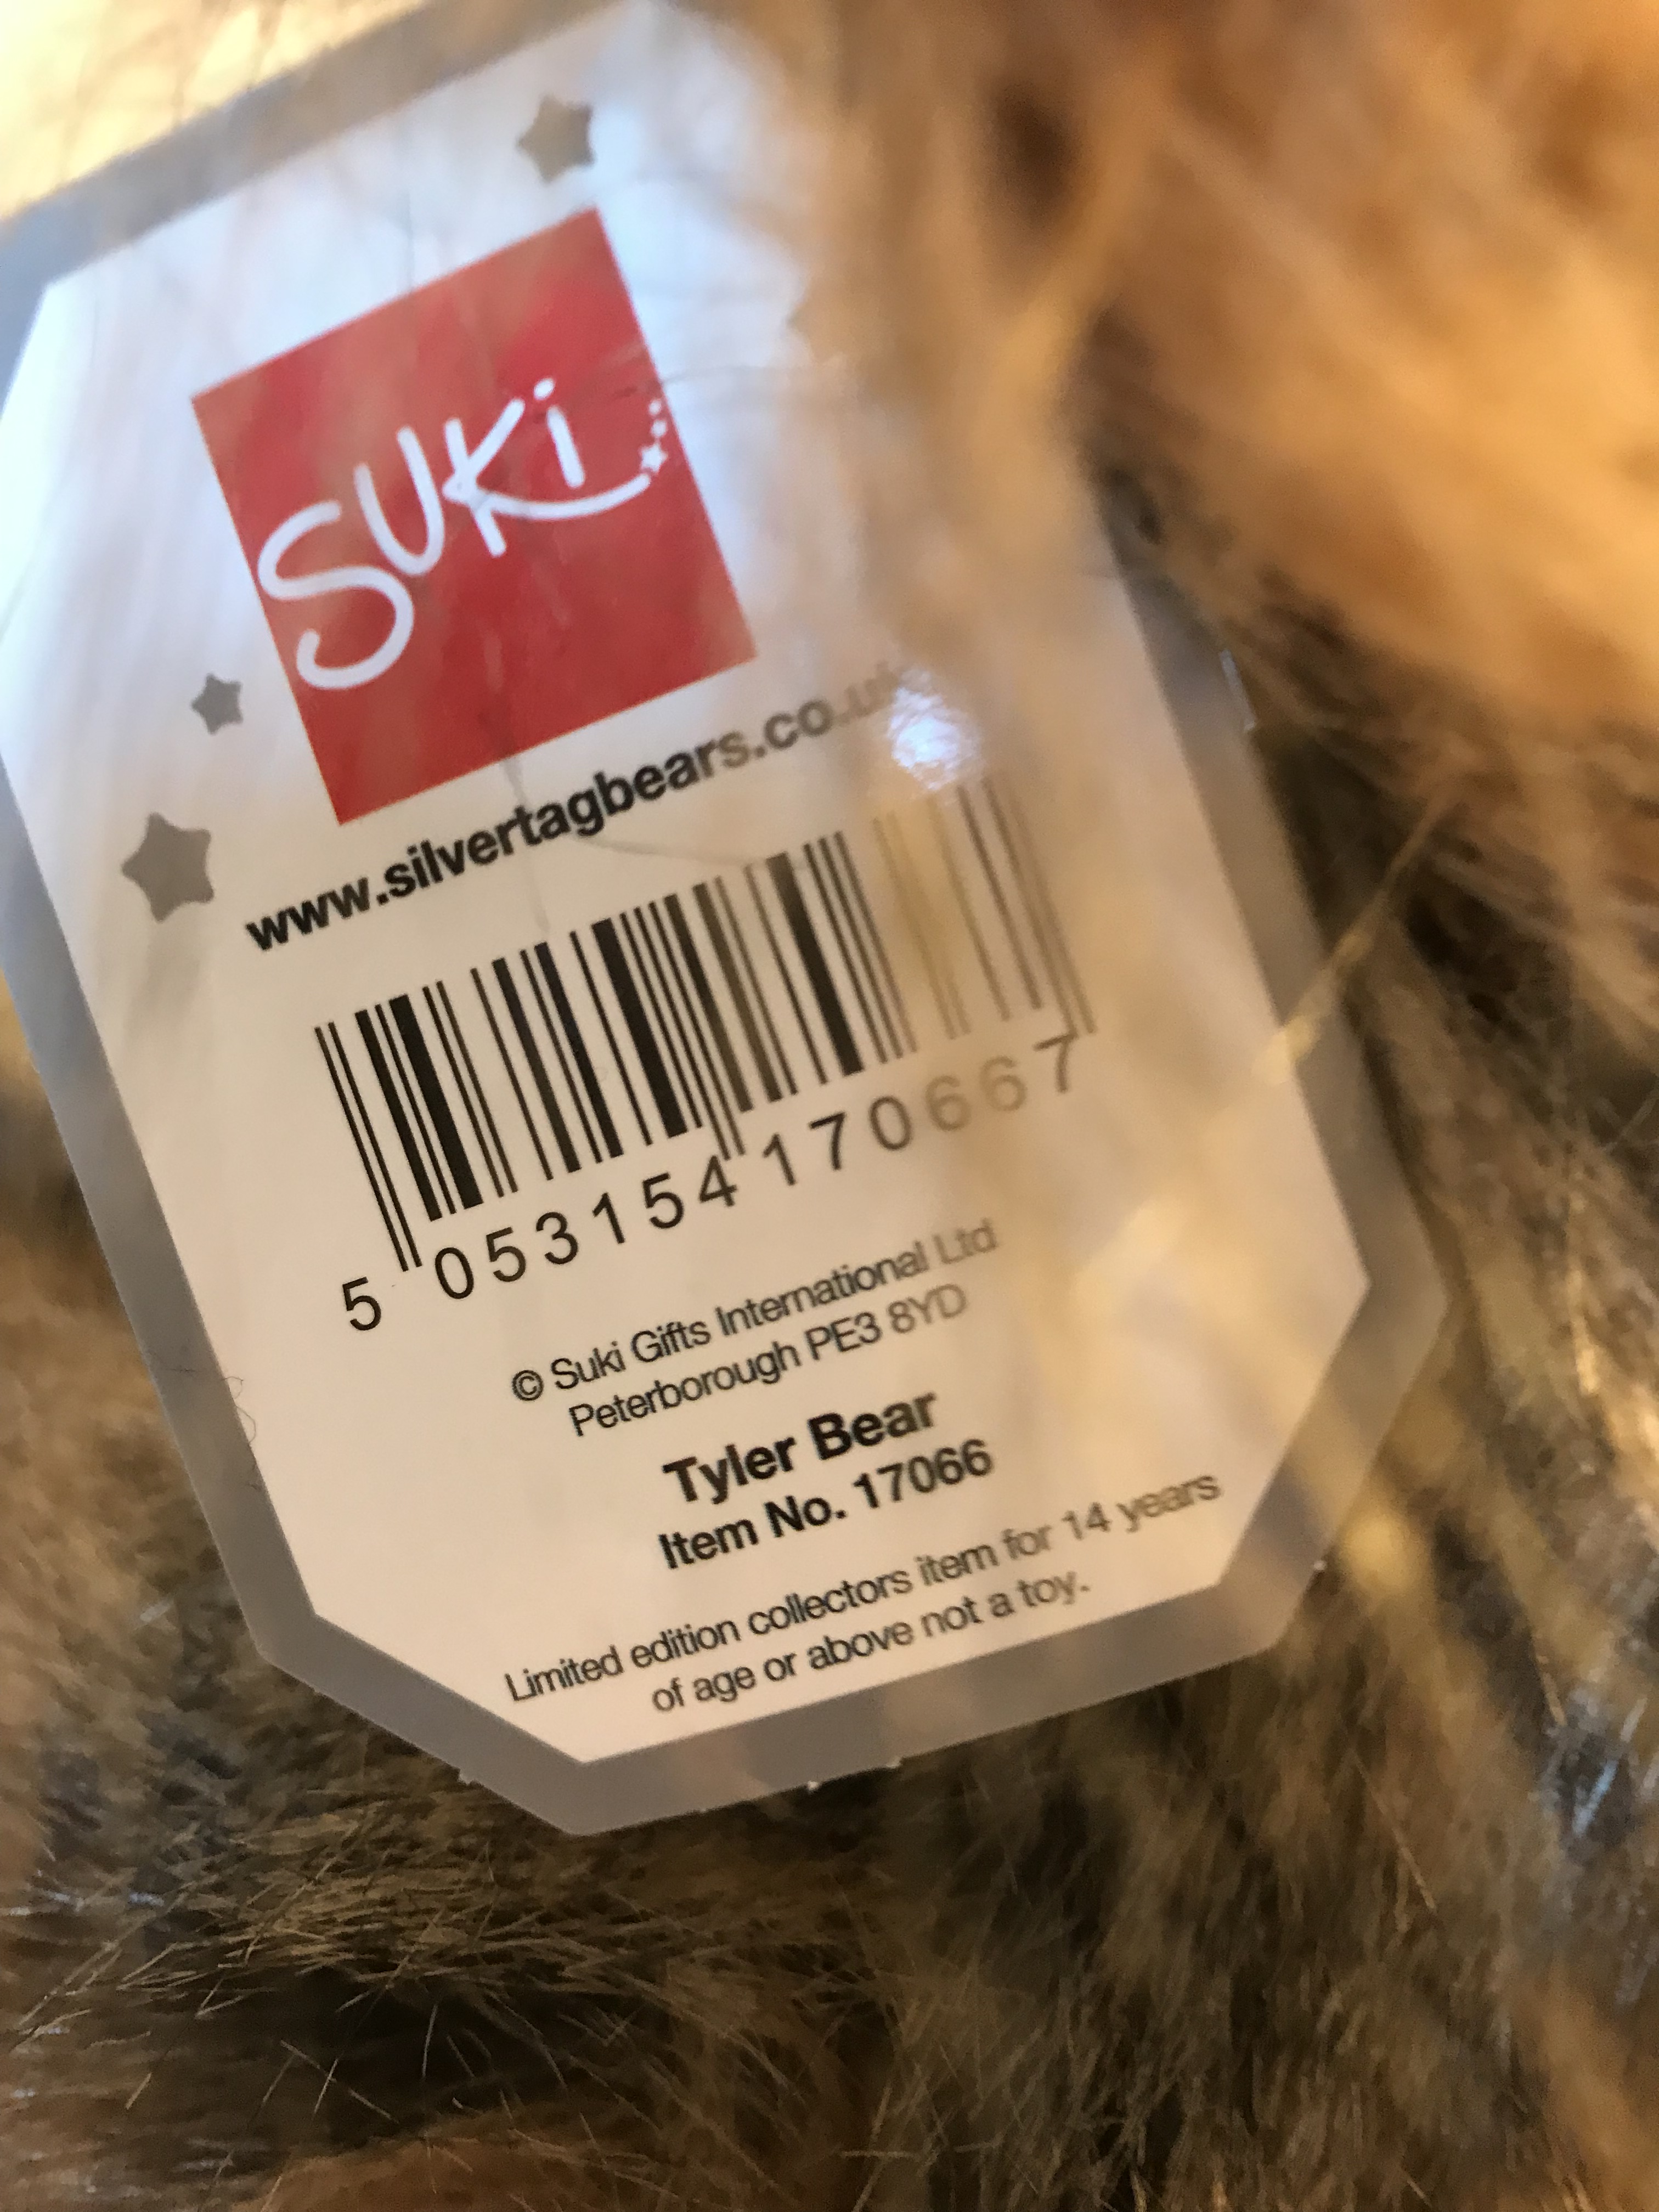 SUKi
www.silvertagbears.co.uk
5 053154 170667
© Suki Gifts International Ltd
Peterborough PE3 8YD
Tyler Bear
Item No. 17066
Limited edition collectors item for 14 years
of age or above not a toy.